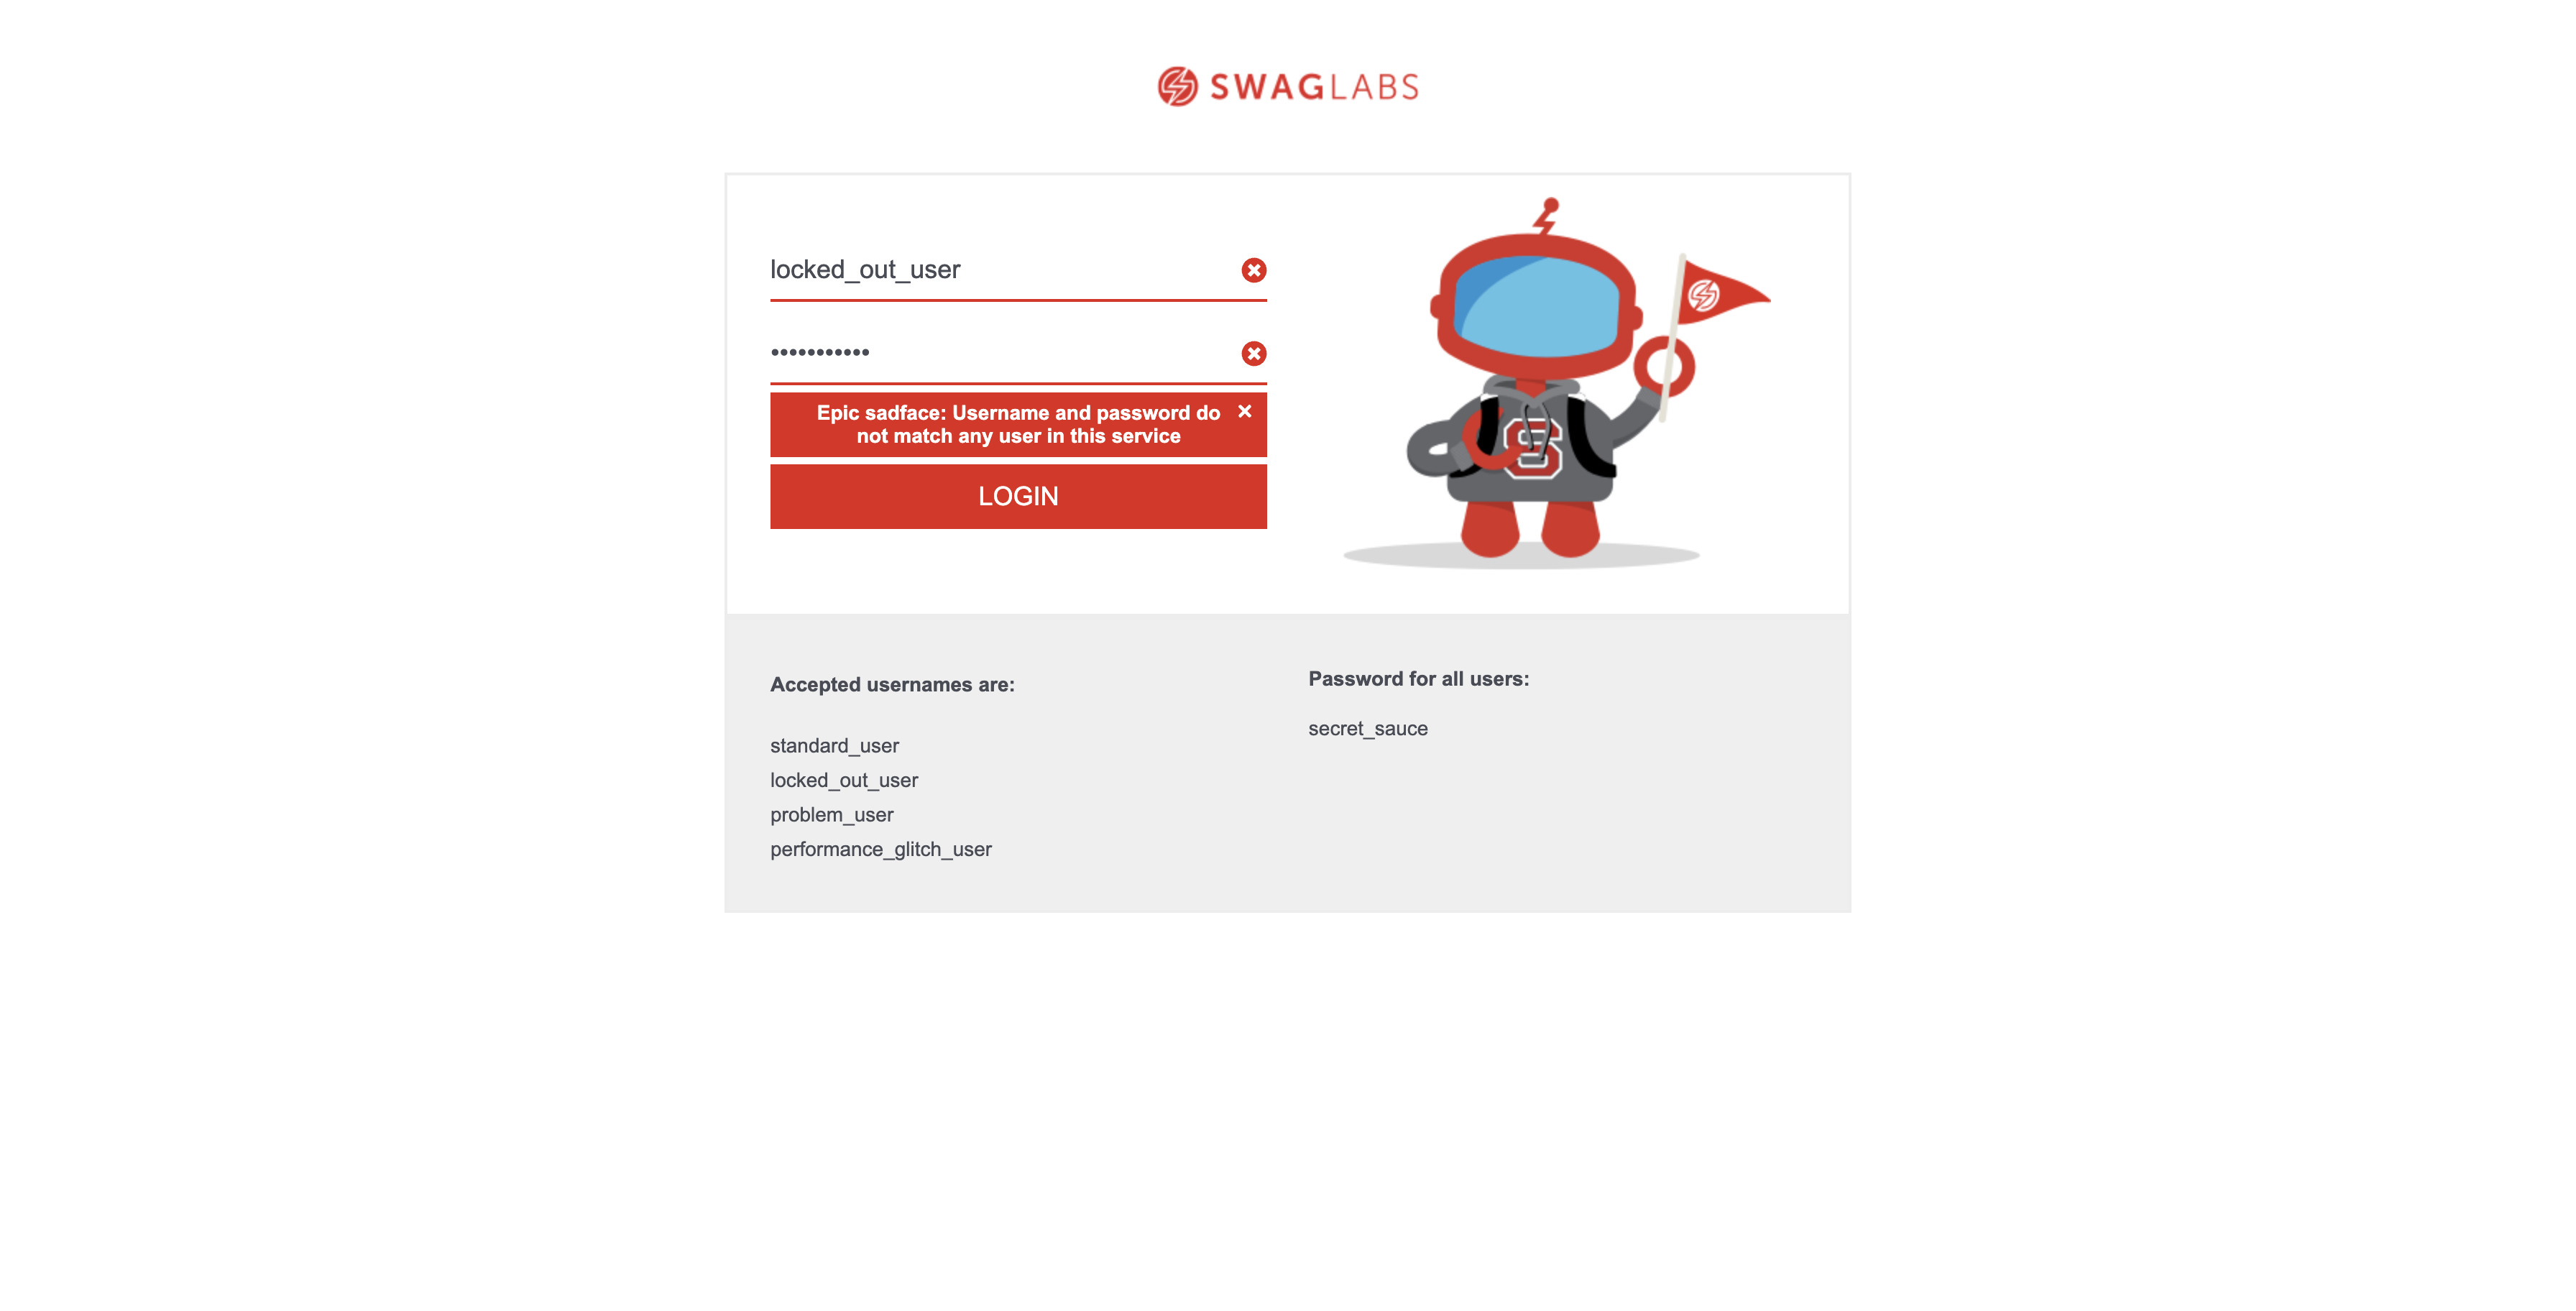 SWAGLABS
locked_out_user
•••••••••••
Epic sadface: Username and password do
not match any user in this service
LOGIN
S
Accepted usernames are:
standard_user
locked_out_user
problem_user
performance_glitch_user
Password for all users:
secret_sauce